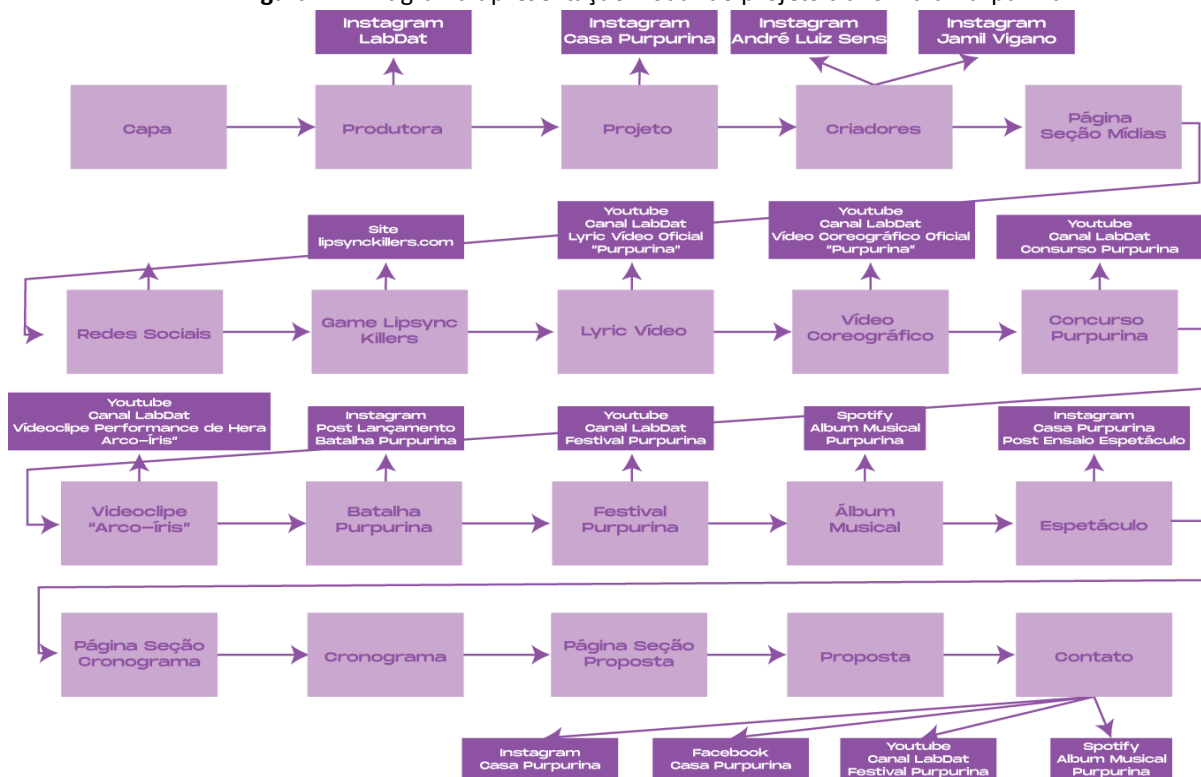 Instagram
LabDat
Instagram
Casa Purpurina
Instagram
André Luiz Sens
Instagram
Jamil Vigano
Capa
Produtora
Projeto
Criadores
Página
Seção Mídias
Site
lipsynckillers.com
Youtube
Canal LabDat
Lyric Vídeo Oficial
"Purpurina"
Youtube
Canal LabDat
Vídeo Coreográfico Oficial
"Purpurina"
Youtube
Canal LabDat
Consurso Purpurina
Redes Sociais
Game Lipsync
Killers
Lyric Vídeo
Vídeo
Coreográfico
Concurso
Purpurina
Youtube
Canal LabDat
Vídeoclipe Performance de Hera
Arco-Íris"
Instagram
Post Lançamento
Batalha Purpurina
Youtube
Canal LabDat
Festival Purpurina
Spotify
Album Musical
Purpurina
Instagram
Casa Purpurina
Post Ensaio Espetáculo
Videoclipe
"Arco-Íris"
Batalha
Purpurina
Festival
Purpurina
Álbum
Musical
Espetáculo
Página Seção
Cronograma
Cronograma
Página Seção
Proposta
Proposta
Contato
Instagram
Casa Purpurina
Facebook
Casa Purpurina
Youtube
Canal LabDat
Festival Purpurina
Spotify
Album Musical
Purpurina